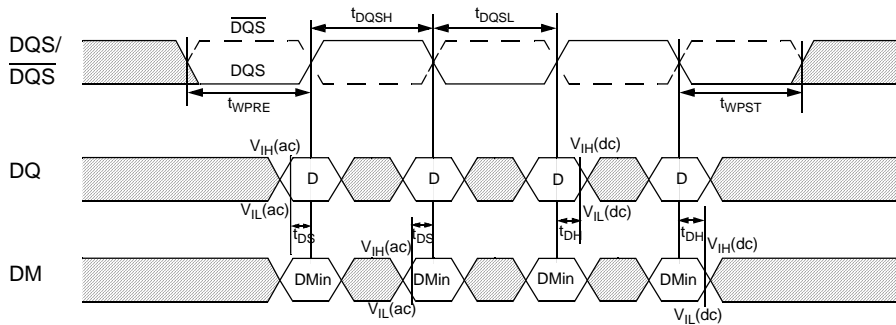 DQS/
DQS
DQS
DQS
tDQSH
tDQSL
tWPRE
tWPST
DQ
VIH(ac)
VIL(ac)
D
D
D
D
VIH(dc)
VIL(dc)
tDS
tDS
tDH
tDH
DM
VIH(ac)
VIL(ac)
DMin
DMin
DMin
DMin
VIH(dc)
VIL(dc)